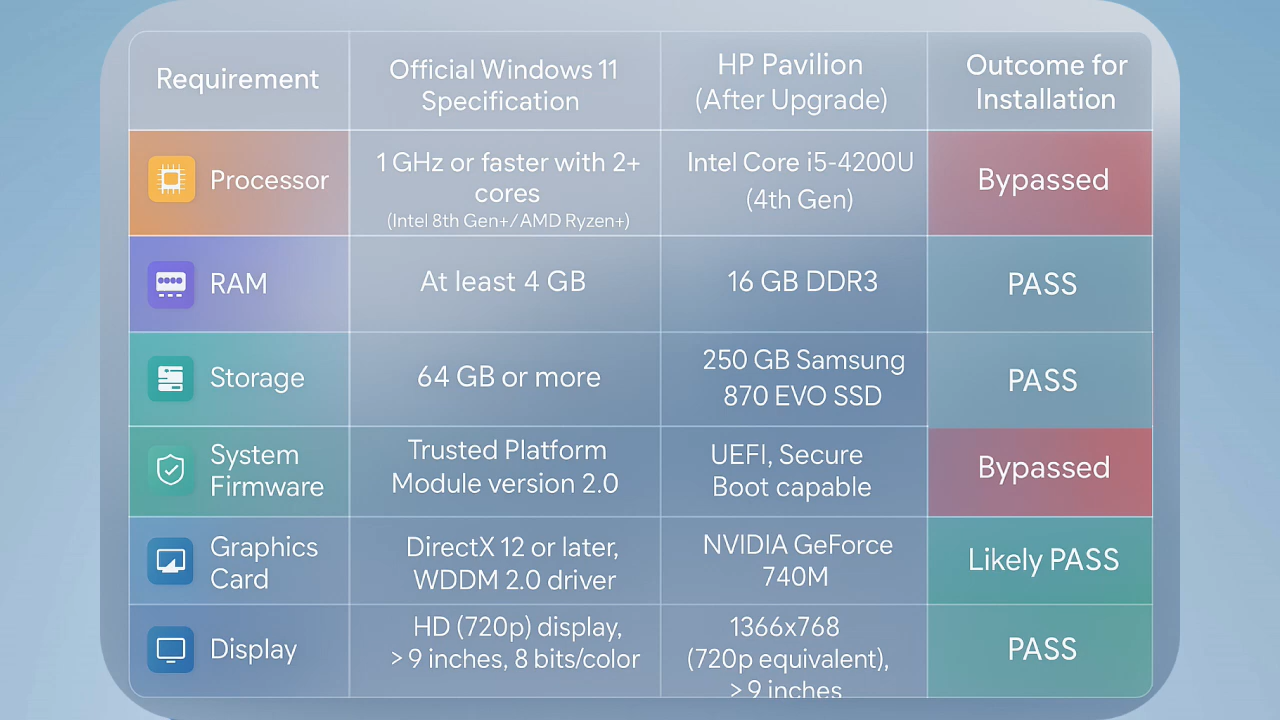 Requirement
Official Windows 11
Specification
HP Pavilion
(After Upgrade)
Outcome for
Installation
Processor
1 GHz or faster with 2+
cores
(Intel 8th Gen+/AMD Ryzen+)
Intel Core i5-4200U
(4th Gen)
Bypassed
RAM
At least 4 GB
16 GB DDR3
PASS
Storage
64 GB or more
250 GB Samsung
870 EVO SSD
PASS
System
Firmware
Trusted Platform
Module version 2.0
UEFI, Secure
Boot capable
Bypassed
Graphics
Card
DirectX 12 or later,
WDDM 2.0 driver
NVIDIA GeForce
740M
Likely PASS
Display
HD (720p) display,
> 9 inches, 8 bits/color
1366x768
(720p equivalent),
> 9 inches
PASS